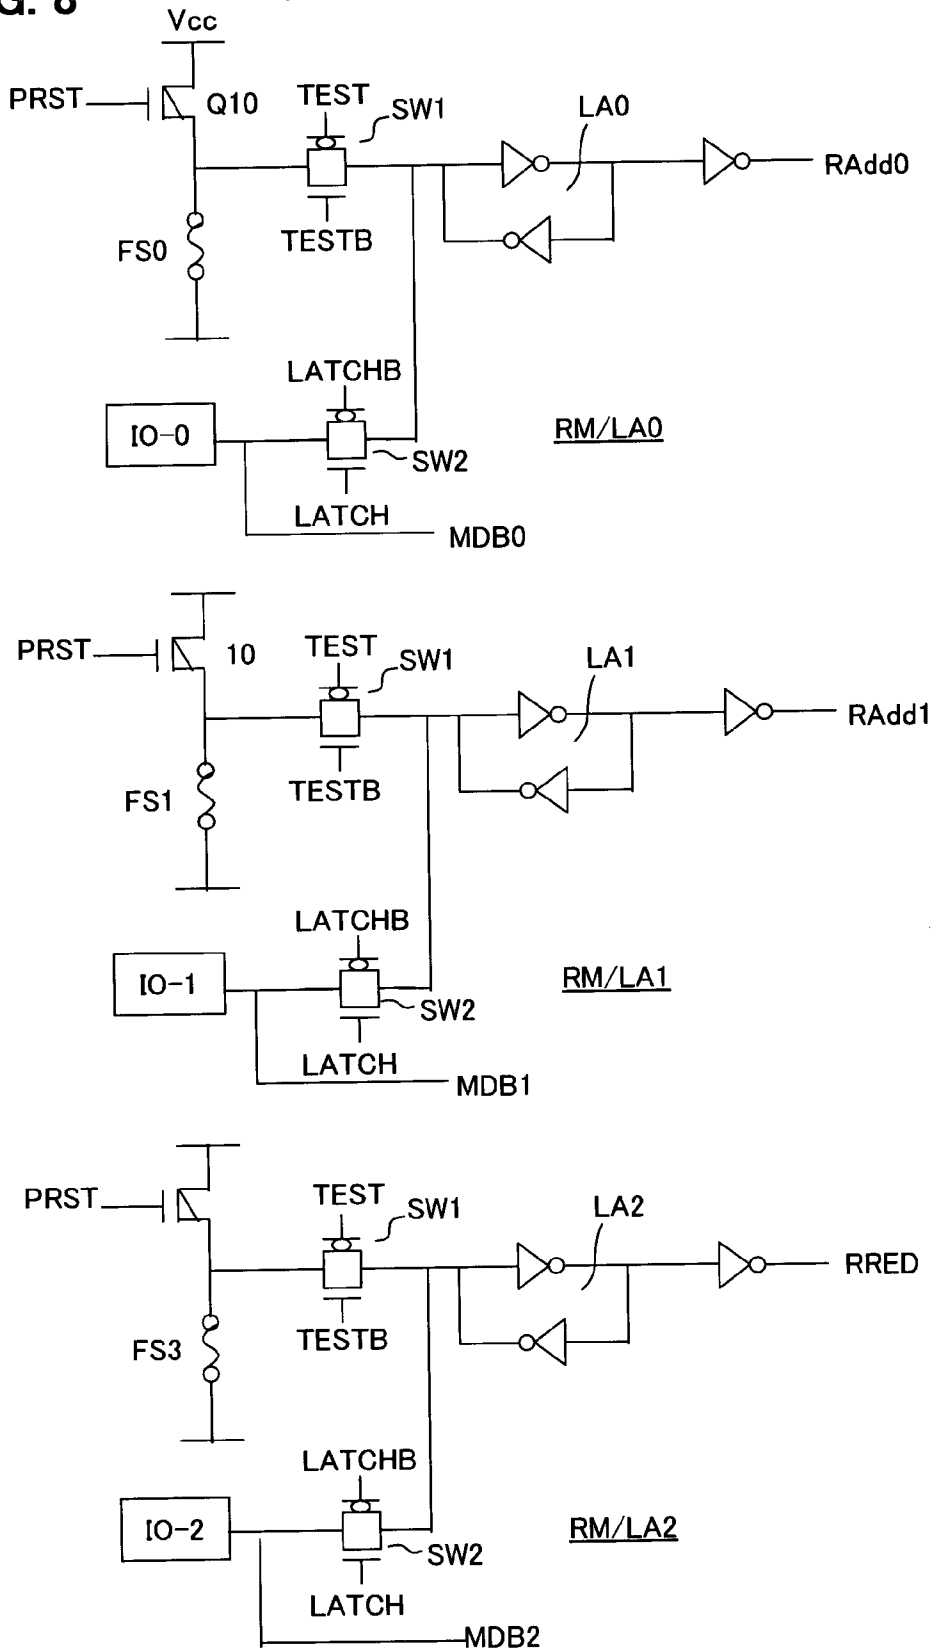 G. 8
Vcc
PRST
Q10
TEST
SW1
LA0
RAdd0
FS0
TESTB
LATCHB
IO-0
SW2
RM/LA0
LATCH
MDB0
PRST
10
TEST
SW1
LA1
RAdd1
FS1
TESTB
LATCHB
IO-1
SW2
RM/LA1
LATCH
MDB1
PRST
TEST
SW1
LA2
RRED
FS3
TESTB
LATCHB
IO-2
SW2
RM/LA2
LATCH
MDB2